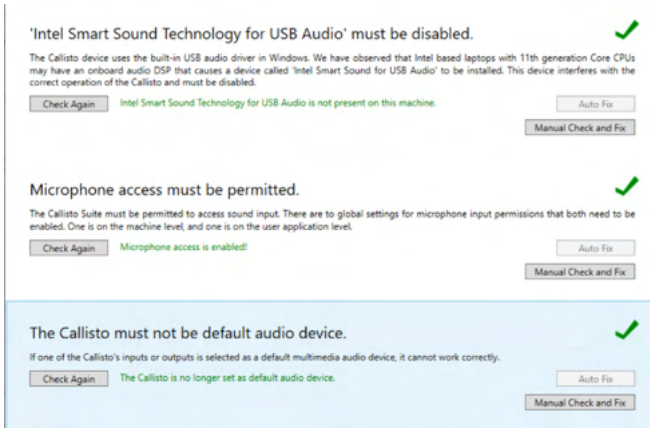 'Intel Smart Sound Technology for USB Audio' must be disabled.
The Callisto device uses the built-in USB audio driver in Windows. We have observed that Intel based laptops with 11th generation Core CPUs
may have an onboard audio DSP that causes a device called 'Intel Smart Sound for USB Audio' to be installed. This device interferes with the
correct operation of the Callisto and must be disabled.
Check Again Intel Smart Sound Technology for USB Audio is not present on this machine. Auto Fix
Manual Check and Fix
Microphone access must be permitted.
The Callisto Suite must be permitted to access sound input. There are to global settings for microphone input permissions that both need to be
enabled. One is on the machine level, and one is on the user application level.
Check Again Microphone access is enabled! Auto Fix
Manual Check and Fix
The Callisto must not be default audio device.
If one of the Callisto's inputs or outputs is selected as a default multimedia audio device, it cannot work correctly.
Check Again The Callisto is no longer set as default audio device. Auto Fix
Manual Check and Fix